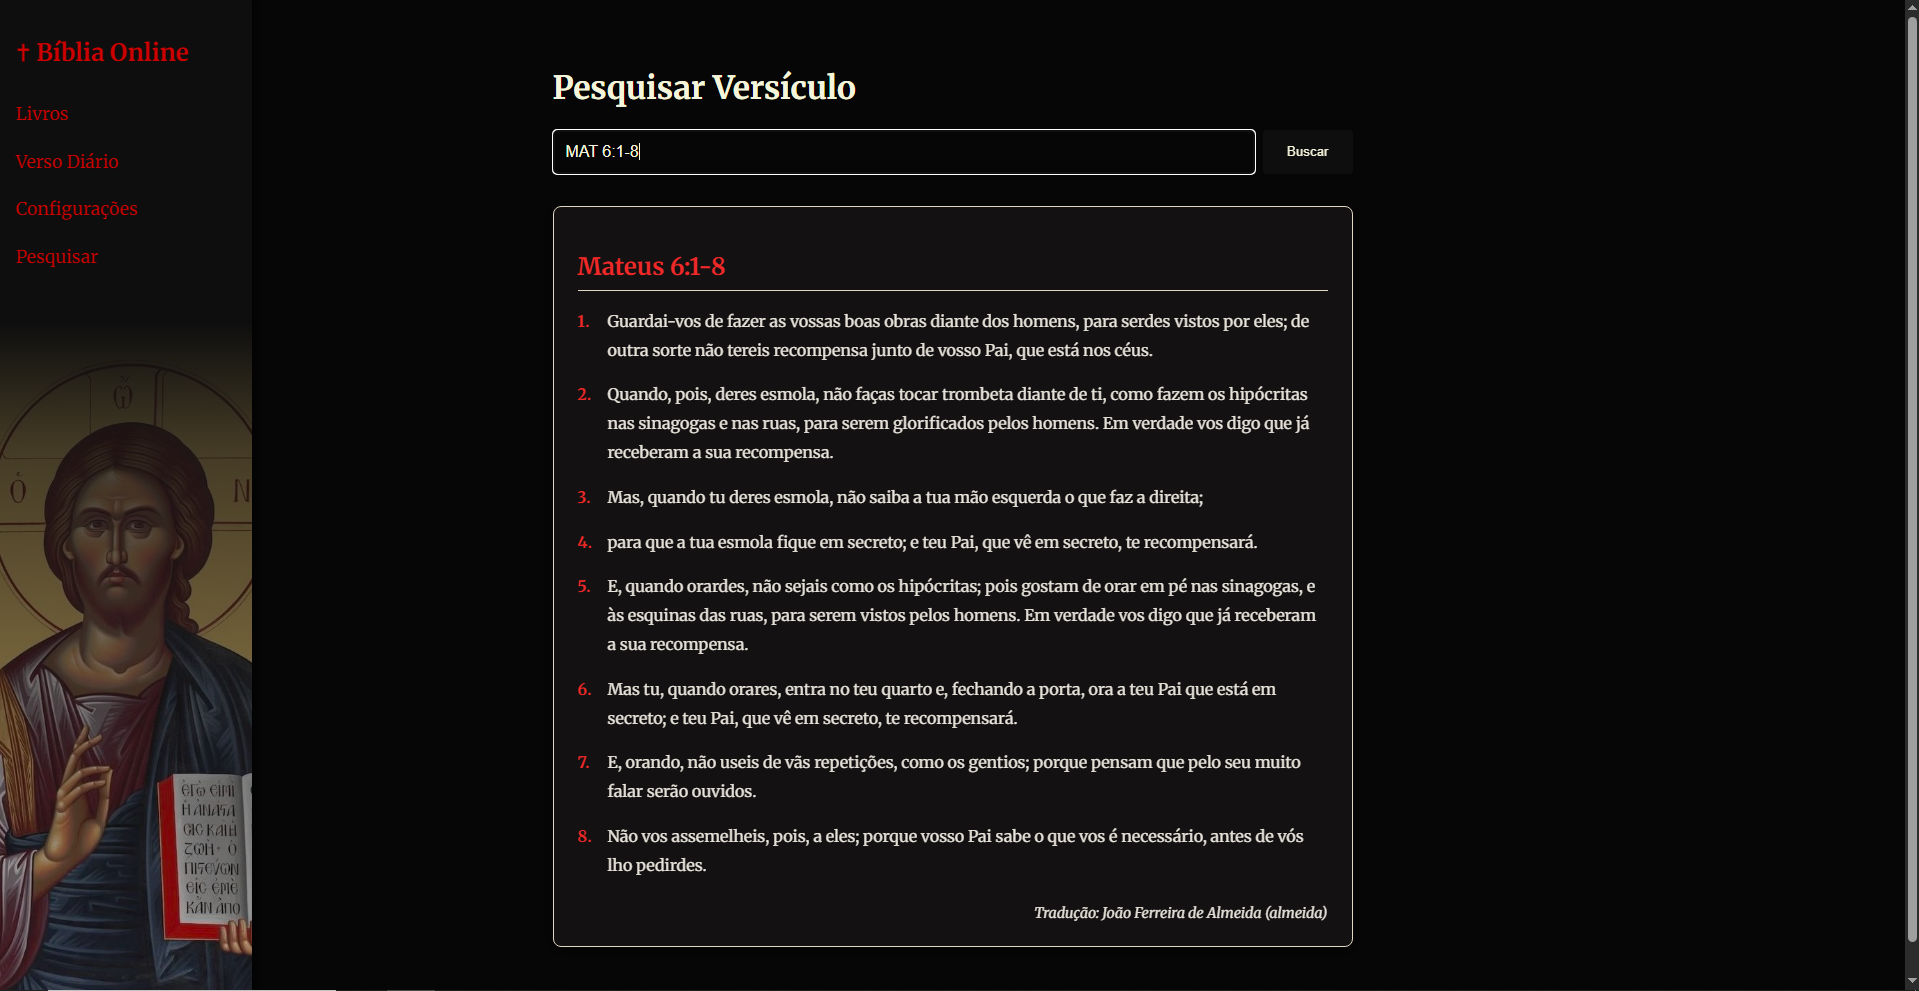 † Bíblia Online
Livros
Verso Diário
Configurações
Pesquisar
Pesquisar Versículo
MAT 6:1-8
Buscar
Mateus 6:1-8
1. Guardai-vos de fazer as vossas boas obras diante dos homens, para serdes vistos por eles; de
outra sorte não tereis recompensa junto de vosso Pai, que está nos céus.
2. Quando, pois, deres esmola, não faças tocar trombeta diante de ti, como fazem os hipócritas
nas sinagogas e nas ruas, para serem glorificados pelos homens. Em verdade vos digo que já
receberam a sua recompensa.
3. Mas, quando tu deres esmola, não saiba a tua mão esquerda o que faz a direita;
4. para que a tua esmola fique em secreto; e teu Pai, que vê em secreto, te recompensará.
5. E, quando orardes, não sejais como os hipócritas; pois gostam de orar em pé nas sinagogas, e
às esquinas das ruas, para serem vistos pelos homens. Em verdade vos digo que já receberam
a sua recompensa.
6. Mas tu, quando orares, entra no teu quarto e, fechando a porta, ora a teu Pai que está em
secreto; e teu Pai, que vê em secreto, te recompensará.
7. E, orando, não useis de vãs repetições, como os gentios; porque pensam que pelo seu muito
falar serão ouvidos.
8. Não vos assemelheis, pois, a eles; porque vosso Pai sabe o que vos é necessário, antes de vós
lho pedirdes.
Tradução: João Ferreira de Almeida (almeida)